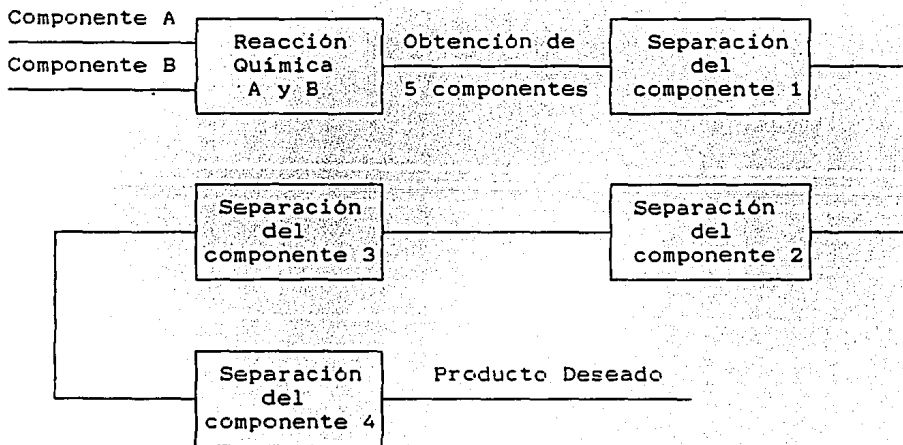 Componente A
Componente B
Reacción
Química
A y B
Obtención de
5 componentes
Separación
del
componente 1
Separación
del
componente 2
Separación
del
componente 3
Separación
del
componente 4
Producto Deseado